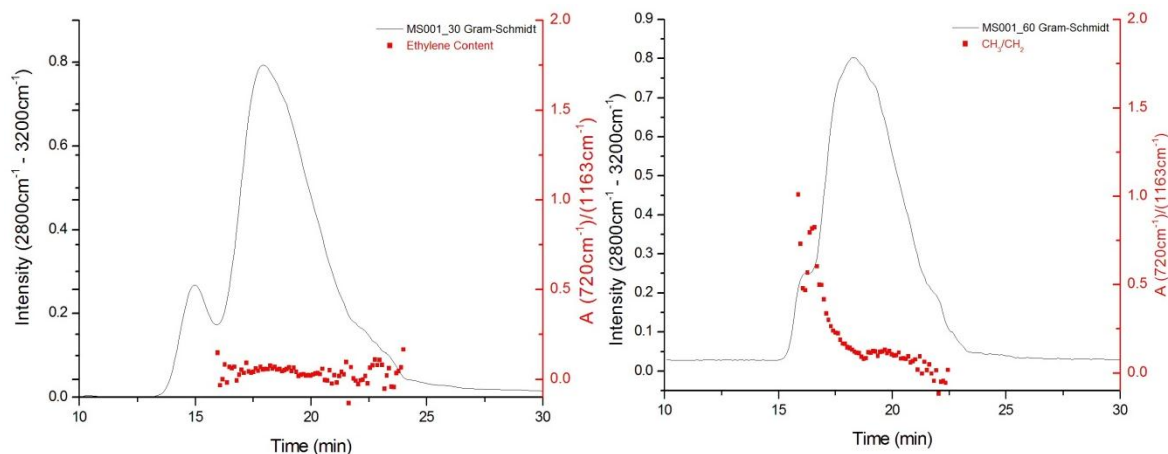 MS001_30 Gram-Schmidt
Ethylene Content
Intensity (2800cm⁻¹ - 3200cm⁻¹)
0.8
0.6
0.4
0.2
0.0
2.0
1.5
1.0
0.5
0.0
A (720cm⁻¹)/(1163cm⁻¹)
10 15 20 25 30
Time (min)
MS001_60 Gram-Schmidt
CH₃/CH₂
Intensity (2800cm⁻¹ - 3200cm⁻¹)
0.9
0.8
0.7
0.6
0.5
0.4
0.3
0.2
0.1
0.0
2.0
1.5
1.0
0.5
0.0
A (720cm⁻¹)/(1163cm⁻¹)
10 15 20 25 30
Time (min)